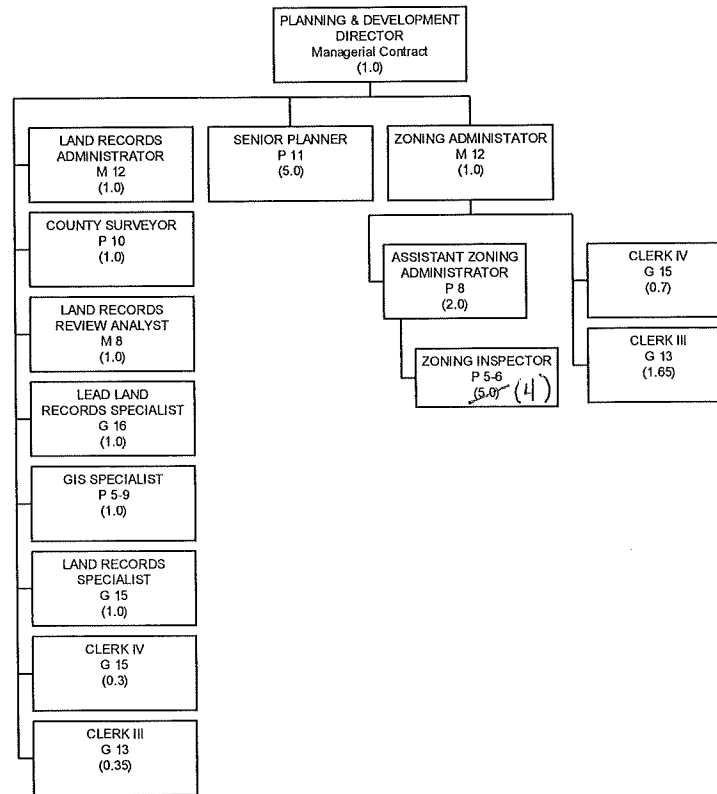 PLANNING & DEVELOPMENT
DIRECTOR
Managerial Contract
(1.0)
LAND RECORDS
ADMINISTRATOR
M 12
(1.0)
SENIOR PLANNER
P 11
(5.0)
ZONING ADMINISTATOR
M 12
(1.0)
COUNTY SURVEYOR
P 10
(1.0)
LAND RECORDS
REVIEW ANALYST
M 8
(1.0)
LEAD LAND
RECORDS SPECIALIST
G 16
(1.0)
GIS SPECIALIST
P 5-9
(1.0)
LAND RECORDS
SPECIALIST
G 15
(1.0)
CLERK IV
G 15
(0.3)
CLERK III
G 13
(0.35)
ASSISTANT ZONING
ADMINISTRATOR
P 8
(2.0)
ZONING INSPECTOR
P 5-6
(5.0) (4)
CLERK IV
G 15
(0.7)
CLERK III
G 13
(1.65)